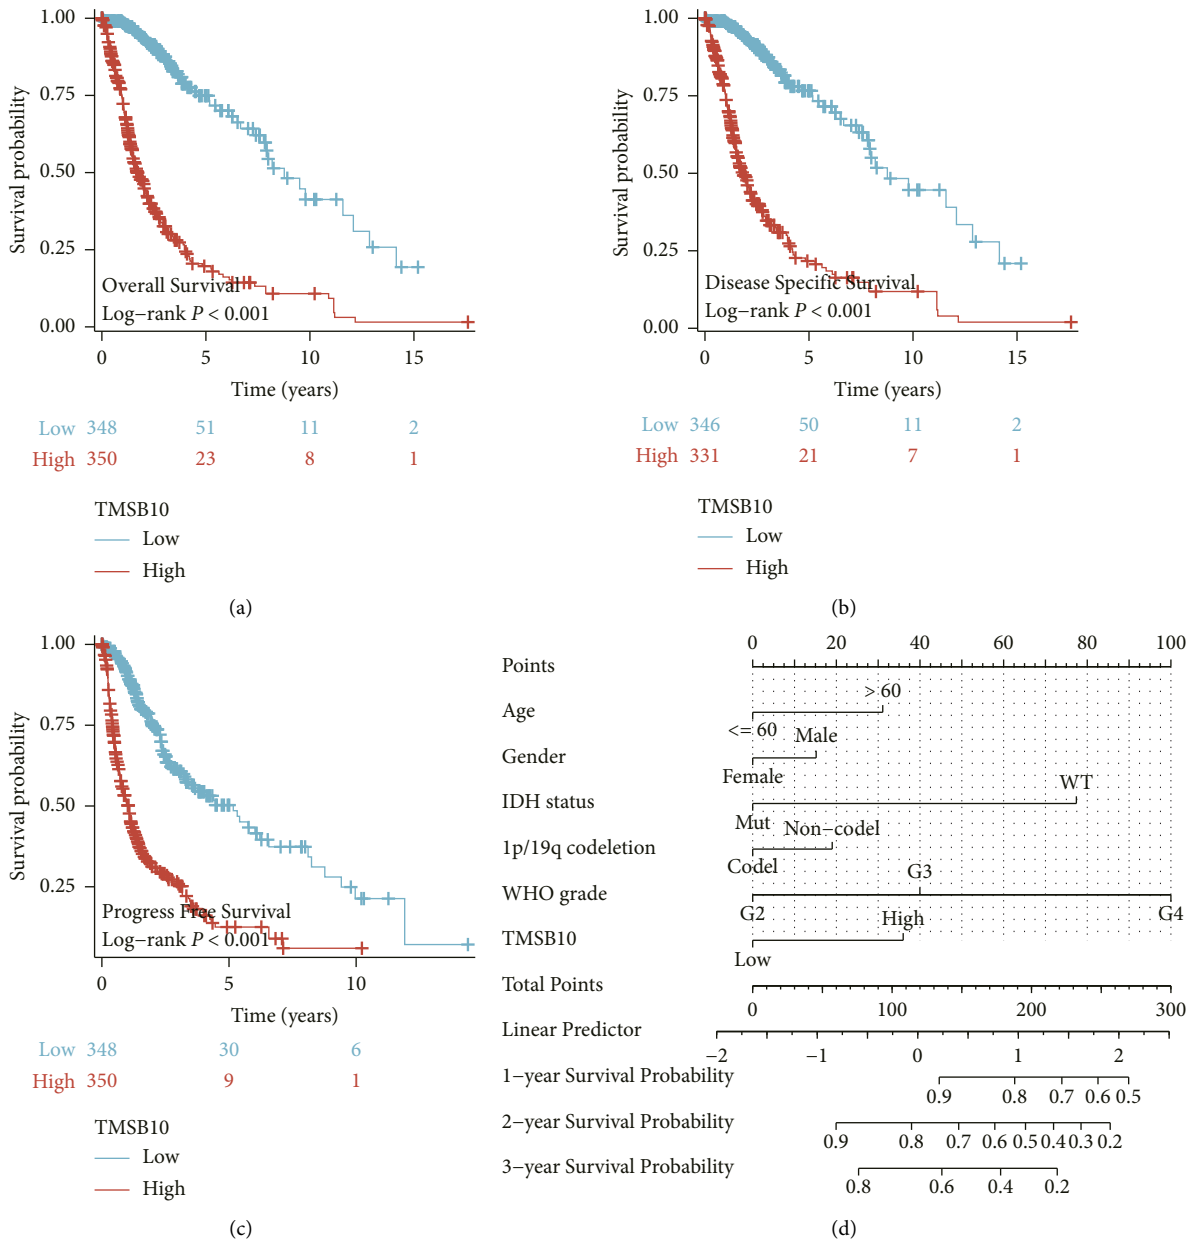 1.00
0.75
0.50
0.25
0.00
Survival probability
Overall Survival
Log−rank P < 0.001
0 5 10 15
Time (years)
Low 348 51 11 2
High 350 23 8 1
TMSB10
Low
High
(a)
1.00
0.75
0.50
0.25
0.00
Survival probability
Disease Specific Survival
Log−rank P < 0.001
0 5 10 15
Time (years)
Low 346 50 11 2
High 331 21 7 1
TMSB10
Low
High
(b)
1.00
0.75
0.50
0.25
Survival probability
Progress Free Survival
Log−rank P < 0.001
0 5 10
Time (years)
Low 348 30 6
High 350 9 1
TMSB10
Low
High
(c)
0 20 40 60 80 100
Points
> 60
Age
<= 60
Male
Gender
Female
WT
IDH status
Mut
Non−codel
1p/19q codeletion
Codel
G3
WHO grade
G2 G4
High
TMSB10
Low
Total Points
0 100 200 300
Linear Predictor
−2 −1 0 1 2
1−year Survival Probability
0.9 0.8 0.7 0.6 0.5
2−year Survival Probability
0.9 0.8 0.7 0.6 0.5 0.4 0.3 0.2
3−year Survival Probability
0.8 0.6 0.4 0.2
(d)